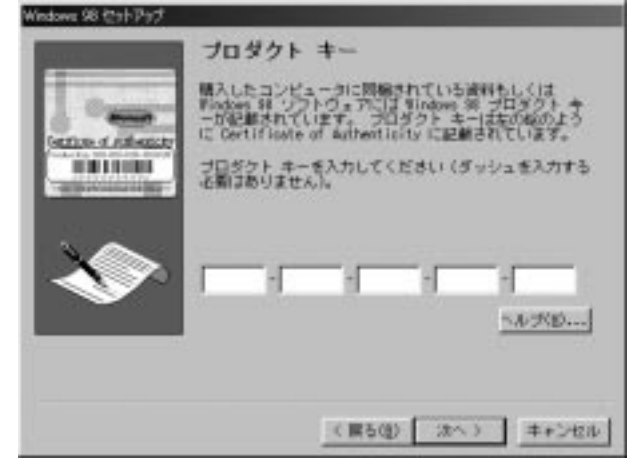 Windows 98 セットアップ
プロダクト キー
購入したコンピュータに同梱されている資料もしくは
Windows 98 ソフトウェアには Windows 98 プロダクト キ
ーが記載されています。 プロダクト キーは左の絵のよう
に Certificate of Authenticity に記載されています。
プロダクト キーを入力してください (ダッシュを入力する
必要はありません)。
Microsoft
Certificate of Authenticity
- - - -
ヘルプ(H)...
< 戻る(B)
次へ >
キャンセル